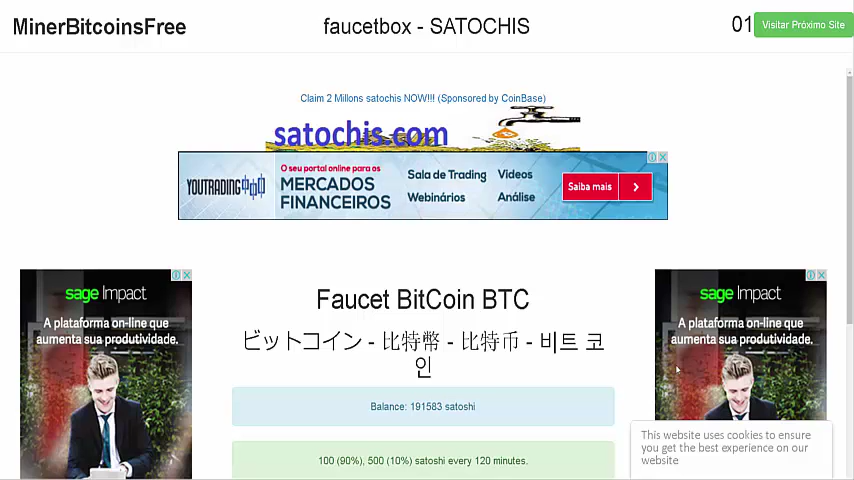 MinerBitcoinsFree
faucetbox - SATOCHIS
01
Visitar Próximo Site
Claim 2 Millons satochis NOW!!! (Sponsored by CoinBase)
satochis.com
YOUTRADING
O seu portal online para os
MERCADOS
FINANCEIROS
Sala de Trading
Videos
Webinários
Análise
Saiba mais
sage Impact
A plataforma on-line que
aumenta sua produtividade.
Faucet BitCoin BTC
ビットコイン - 比特幣 - 比特币 - 비트 코
인
Balance: 191583 satoshi
100 (90%), 500 (10%) satoshi every 120 minutes.
sage Impact
A plataforma on-line que
aumenta sua produtividade.
This website uses cookies to ensure
you get the best experience on our
website